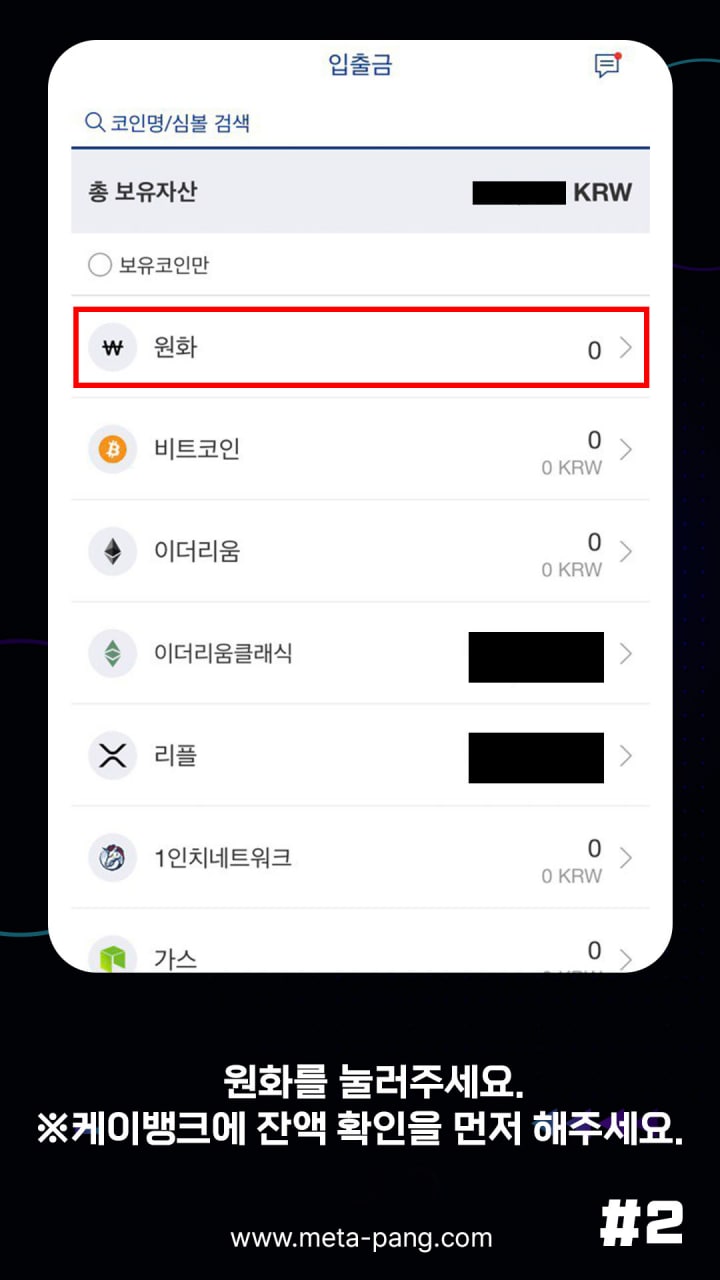 입출금
코인명/심볼 검색
총 보유자산 KRW
보유코인만
원화 0
비트코인 0
0 KRW
이더리움 0
0 KRW
이더리움클래식
리플
1인치네트워크 0
0 KRW
가스 0
원화를 눌러주세요.
※케이뱅크에 잔액 확인을 먼저 해주세요.
#2
www.meta-pang.com